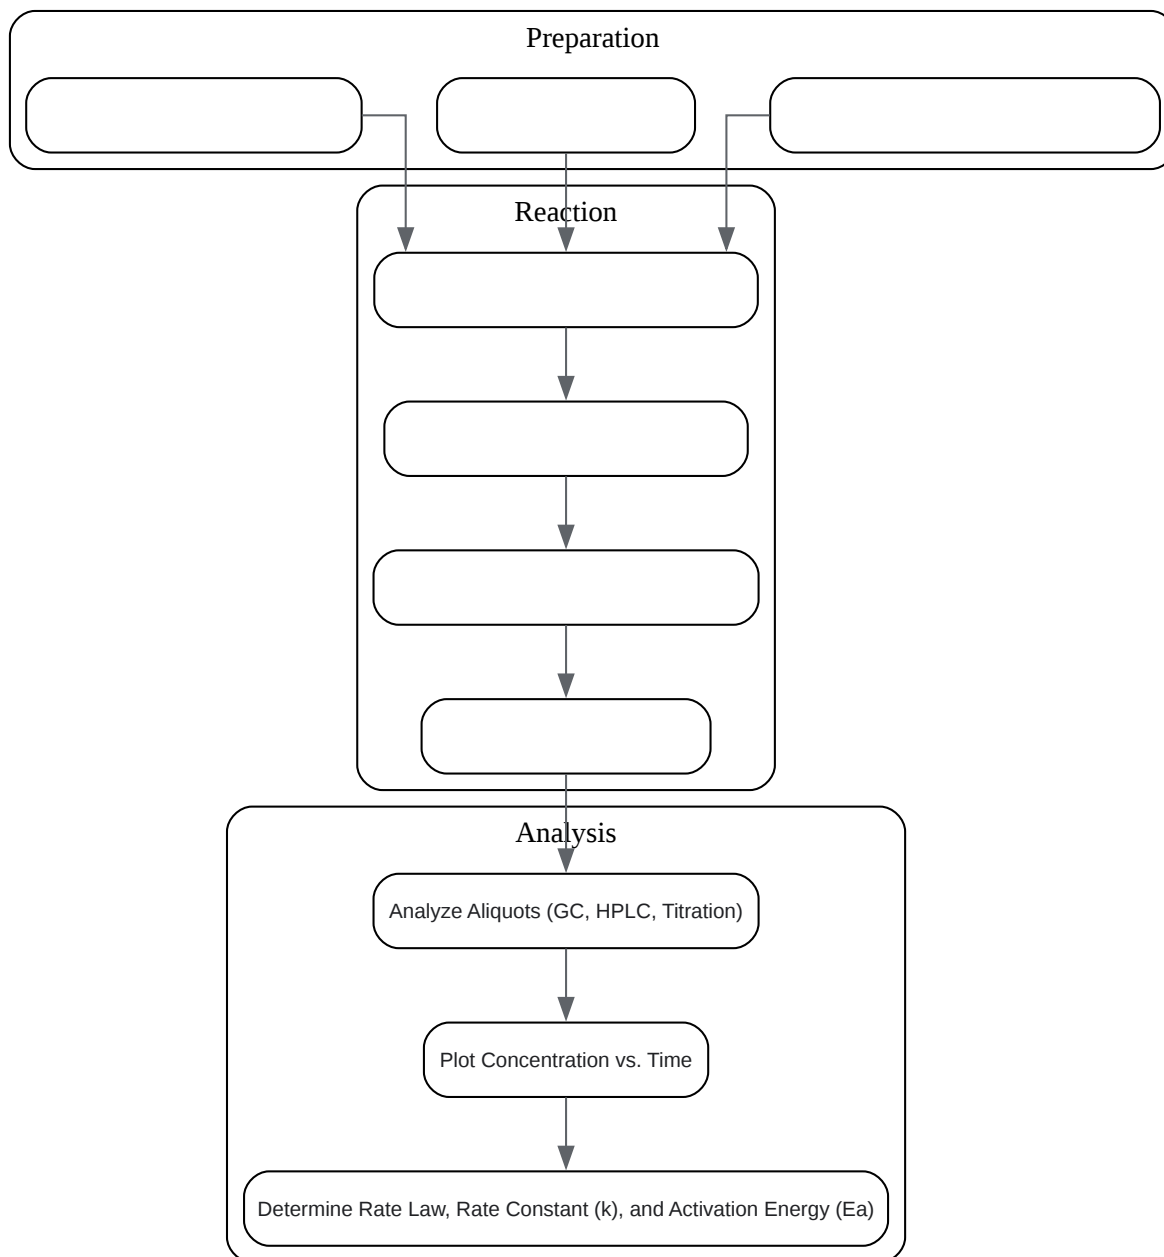 Preparation
Reaction
Analysis
Analyze Aliquots (GC, HPLC, Titration)
Plot Concentration vs. Time
Determine Rate Law, Rate Constant (k), and Activation Energy (Ea)